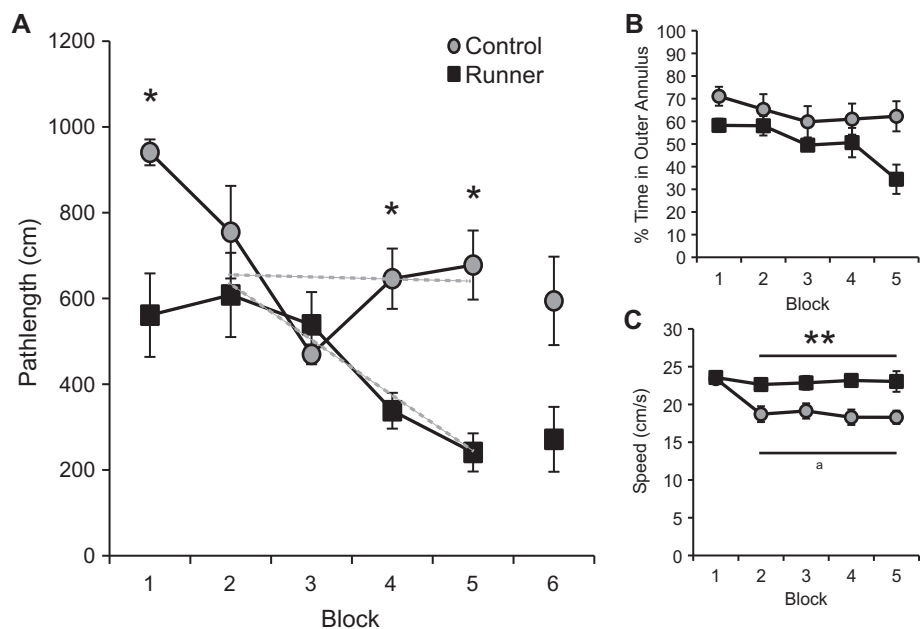 A
1200
1000
800
600
400
200
0
Pathlength (cm)
Control
Runner
*
*
*
1 2 3 4 5 6
Block
B
100
90
80
70
60
50
40
30
20
10
0
% Time in Outer Annulus
1 2 3 4 5
Block
C
30
25
20
15
10
5
0
Speed (cm/s)
**
a
1 2 3 4 5
Block